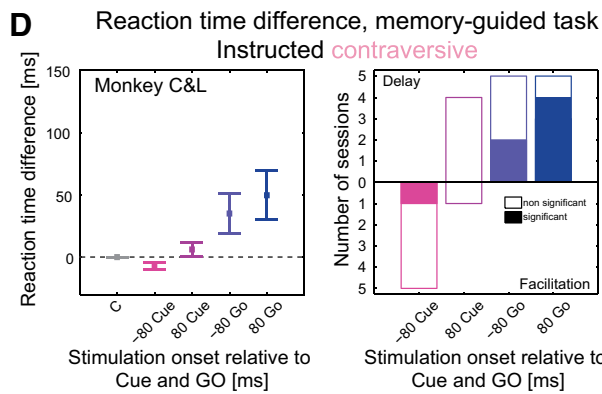 D
Reaction time difference, memory-guided task
Instructed contraversive
Reaction time difference [ms]
150
100
50
0
Monkey C&L
C
−80 Cue
80 Cue
−80 Go
80 Go
Stimulation onset relative to
Cue and GO [ms]
Number of sessions
5
4
3
2
1
0
1
2
3
4
5
Delay
non significant
significant
Facilitation
−80 Cue
80 Cue
−80 Go
80 Go
Stimulation onset relative to
Cue and GO [ms]